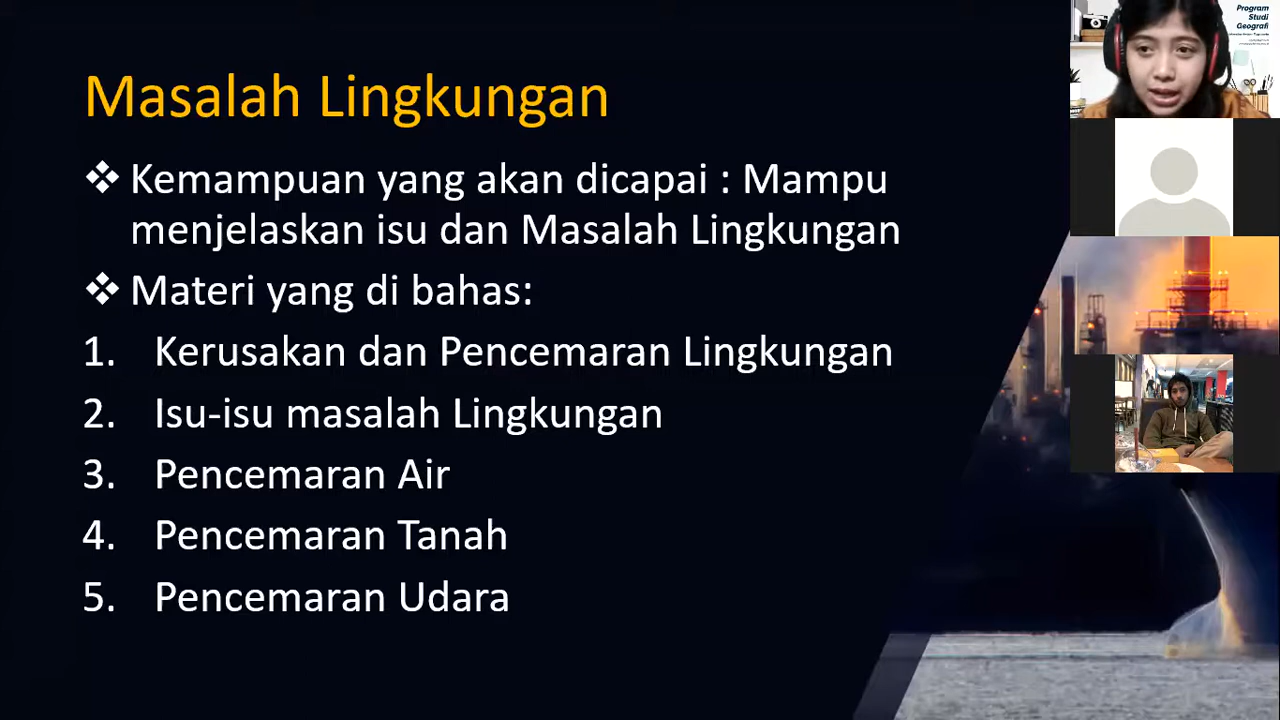 Masalah Lingkungan
❖ Kemampuan yang akan dicapai : Mampu
menjelaskan isu dan Masalah Lingkungan
❖ Materi yang di bahas:
1. Kerusakan dan Pencemaran Lingkungan
2. Isu-isu masalah Lingkungan
3. Pencemaran Air
4. Pencemaran Tanah
5. Pencemaran Udara
Program
Studi
Geografi